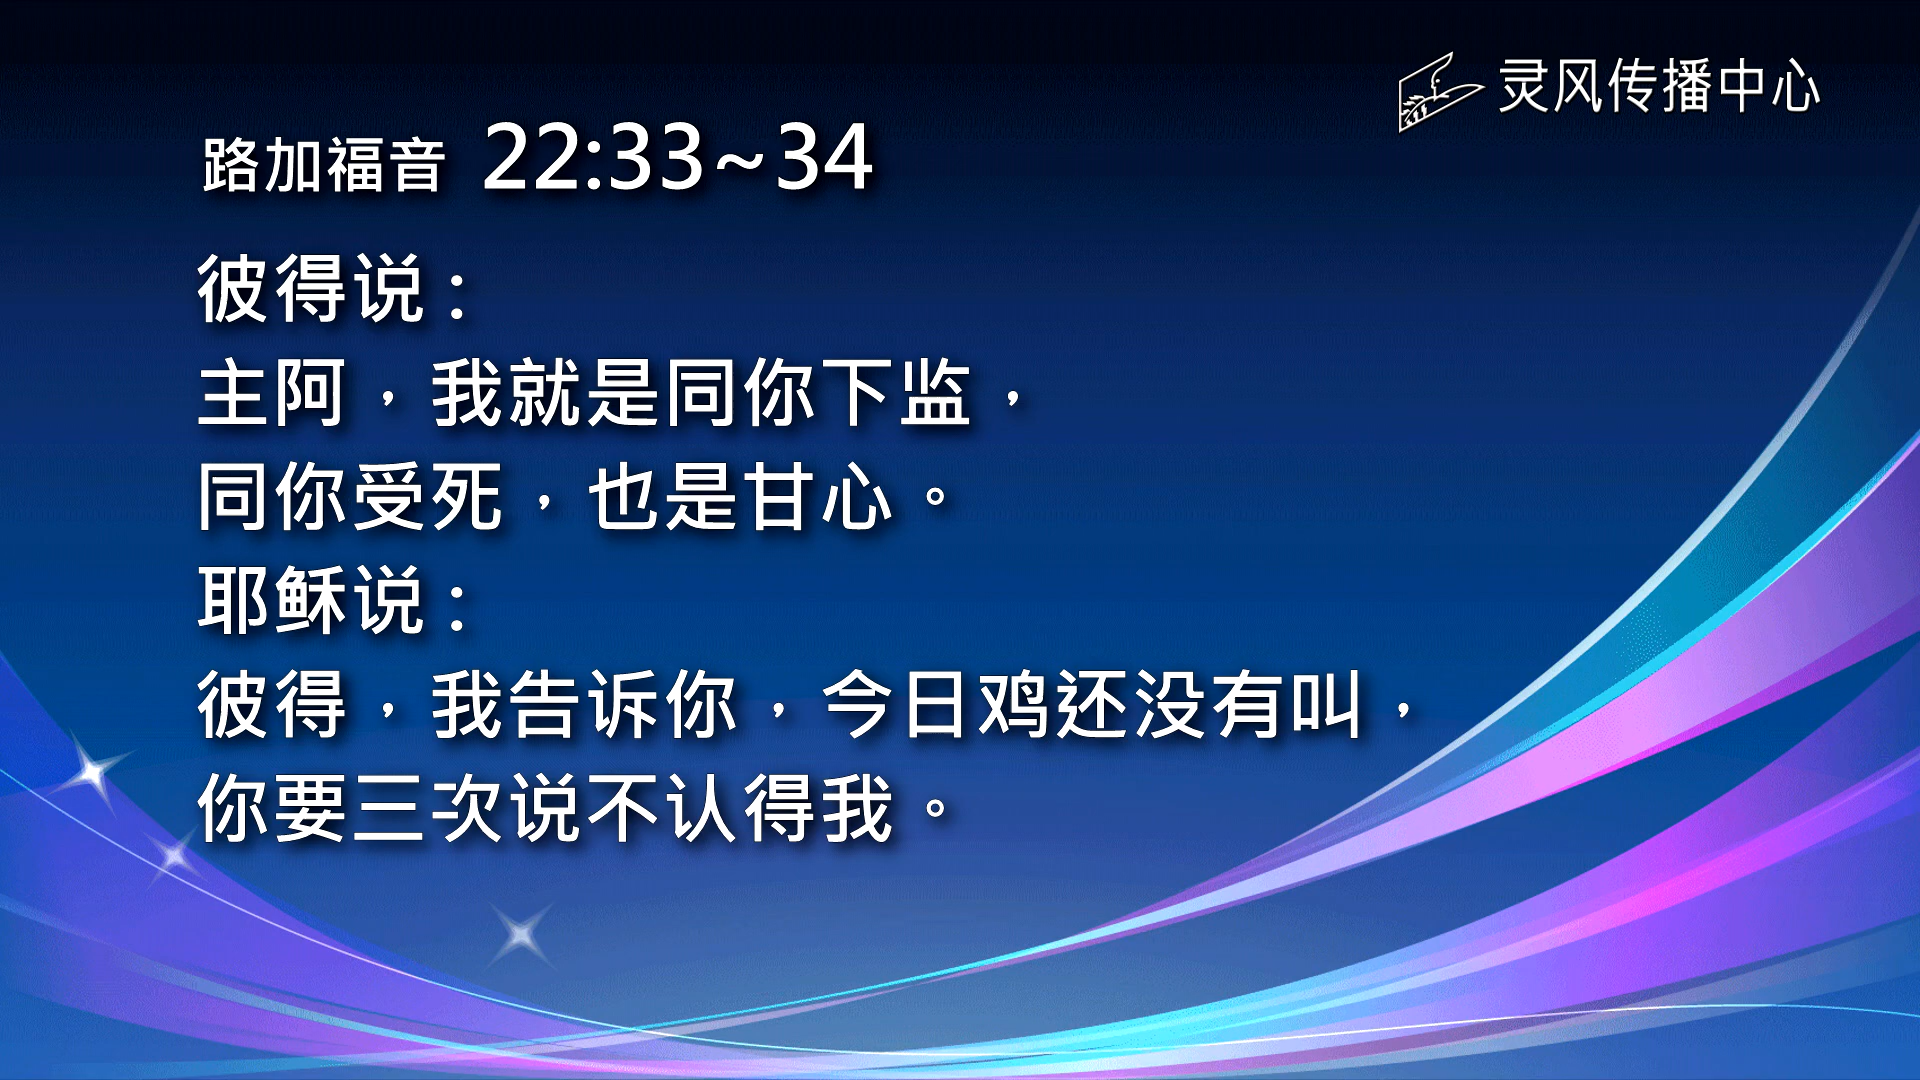 灵风传播中心
路加福音 22:33~34
彼得说：
主阿，我就是同你下监，
同你受死，也是甘心。
耶稣说：
彼得，我告诉你，今日鸡还没有叫，
你要三次说不认得我。